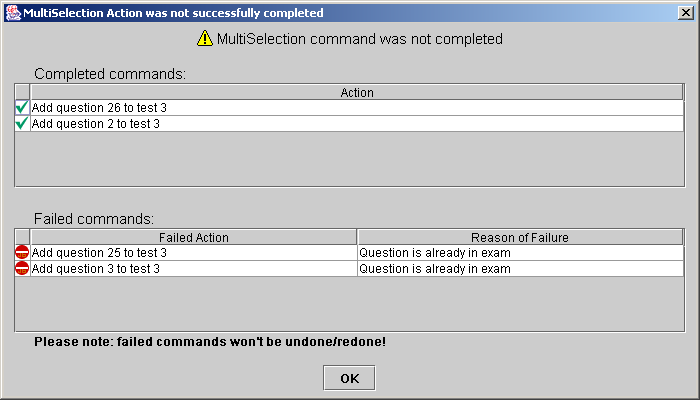 MultiSelection Action was not successfully completed
MultiSelection command was not completed
Completed commands:
Action
Add question 26 to test 3
Add question 2 to test 3
Failed commands:
Failed Action Reason of Failure
Add question 25 to test 3 Question is already in exam
Add question 3 to test 3 Question is already in exam
Please note: failed commands won't be undone/redone!
OK